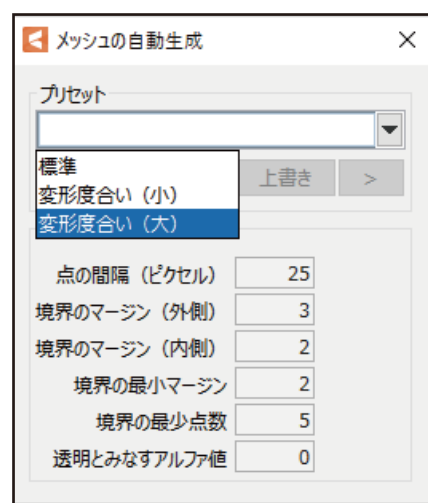 メッシュの自動生成
プリセット
標準
変形度合い（小）
上書き
>
変形度合い（大）
点の間隔（ピクセル） 25
境界のマージン（外側） 3
境界のマージン（内側） 2
境界の最小マージン 2
境界の最少点数 5
透明とみなすアルファ値 0